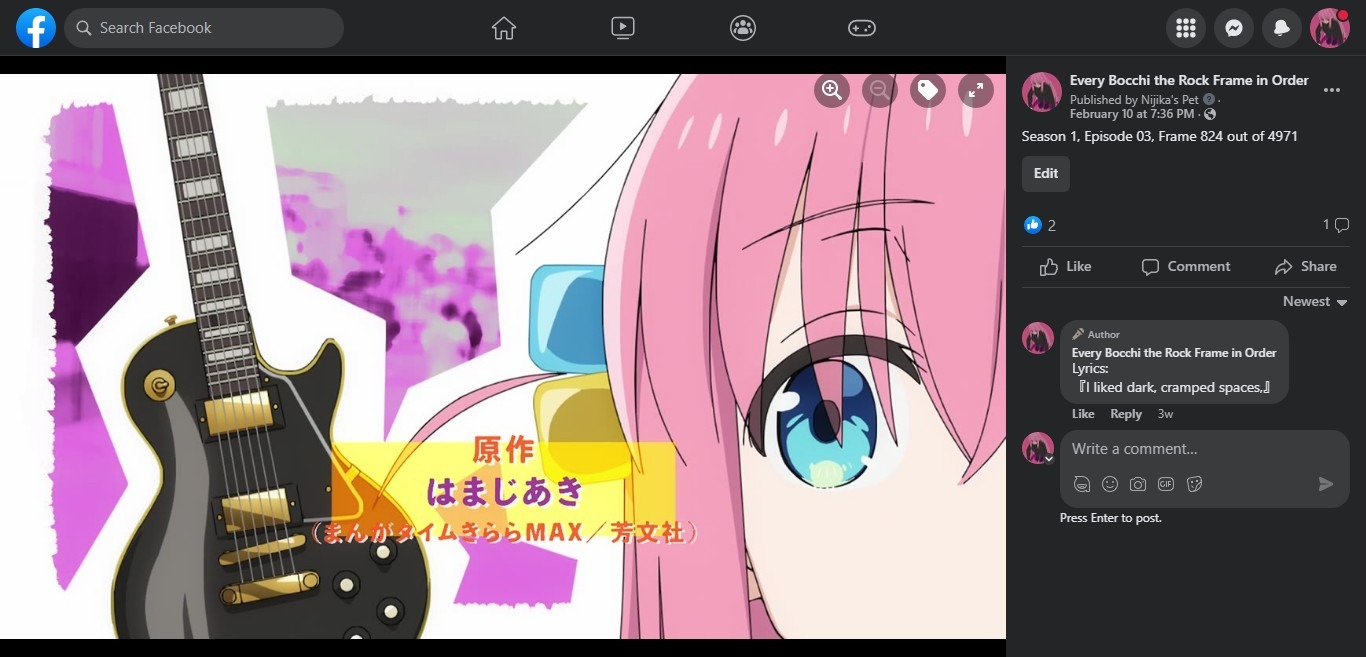 Search Facebook
原作
はまじあき
（まんがタイムきららMAX／芳文社）
Every Bocchi the Rock Frame in Order
Published by Nijika's Pet ·
February 10 at 7:36 PM ·
Season 1, Episode 03, Frame 824 out of 4971
Edit
2
1
Like
Comment
Share
Newest
Author
Every Bocchi the Rock Frame in Order
Lyrics:
『I liked dark, cramped spaces,』
Like Reply 3w
Write a comment...
GIF
Press Enter to post.